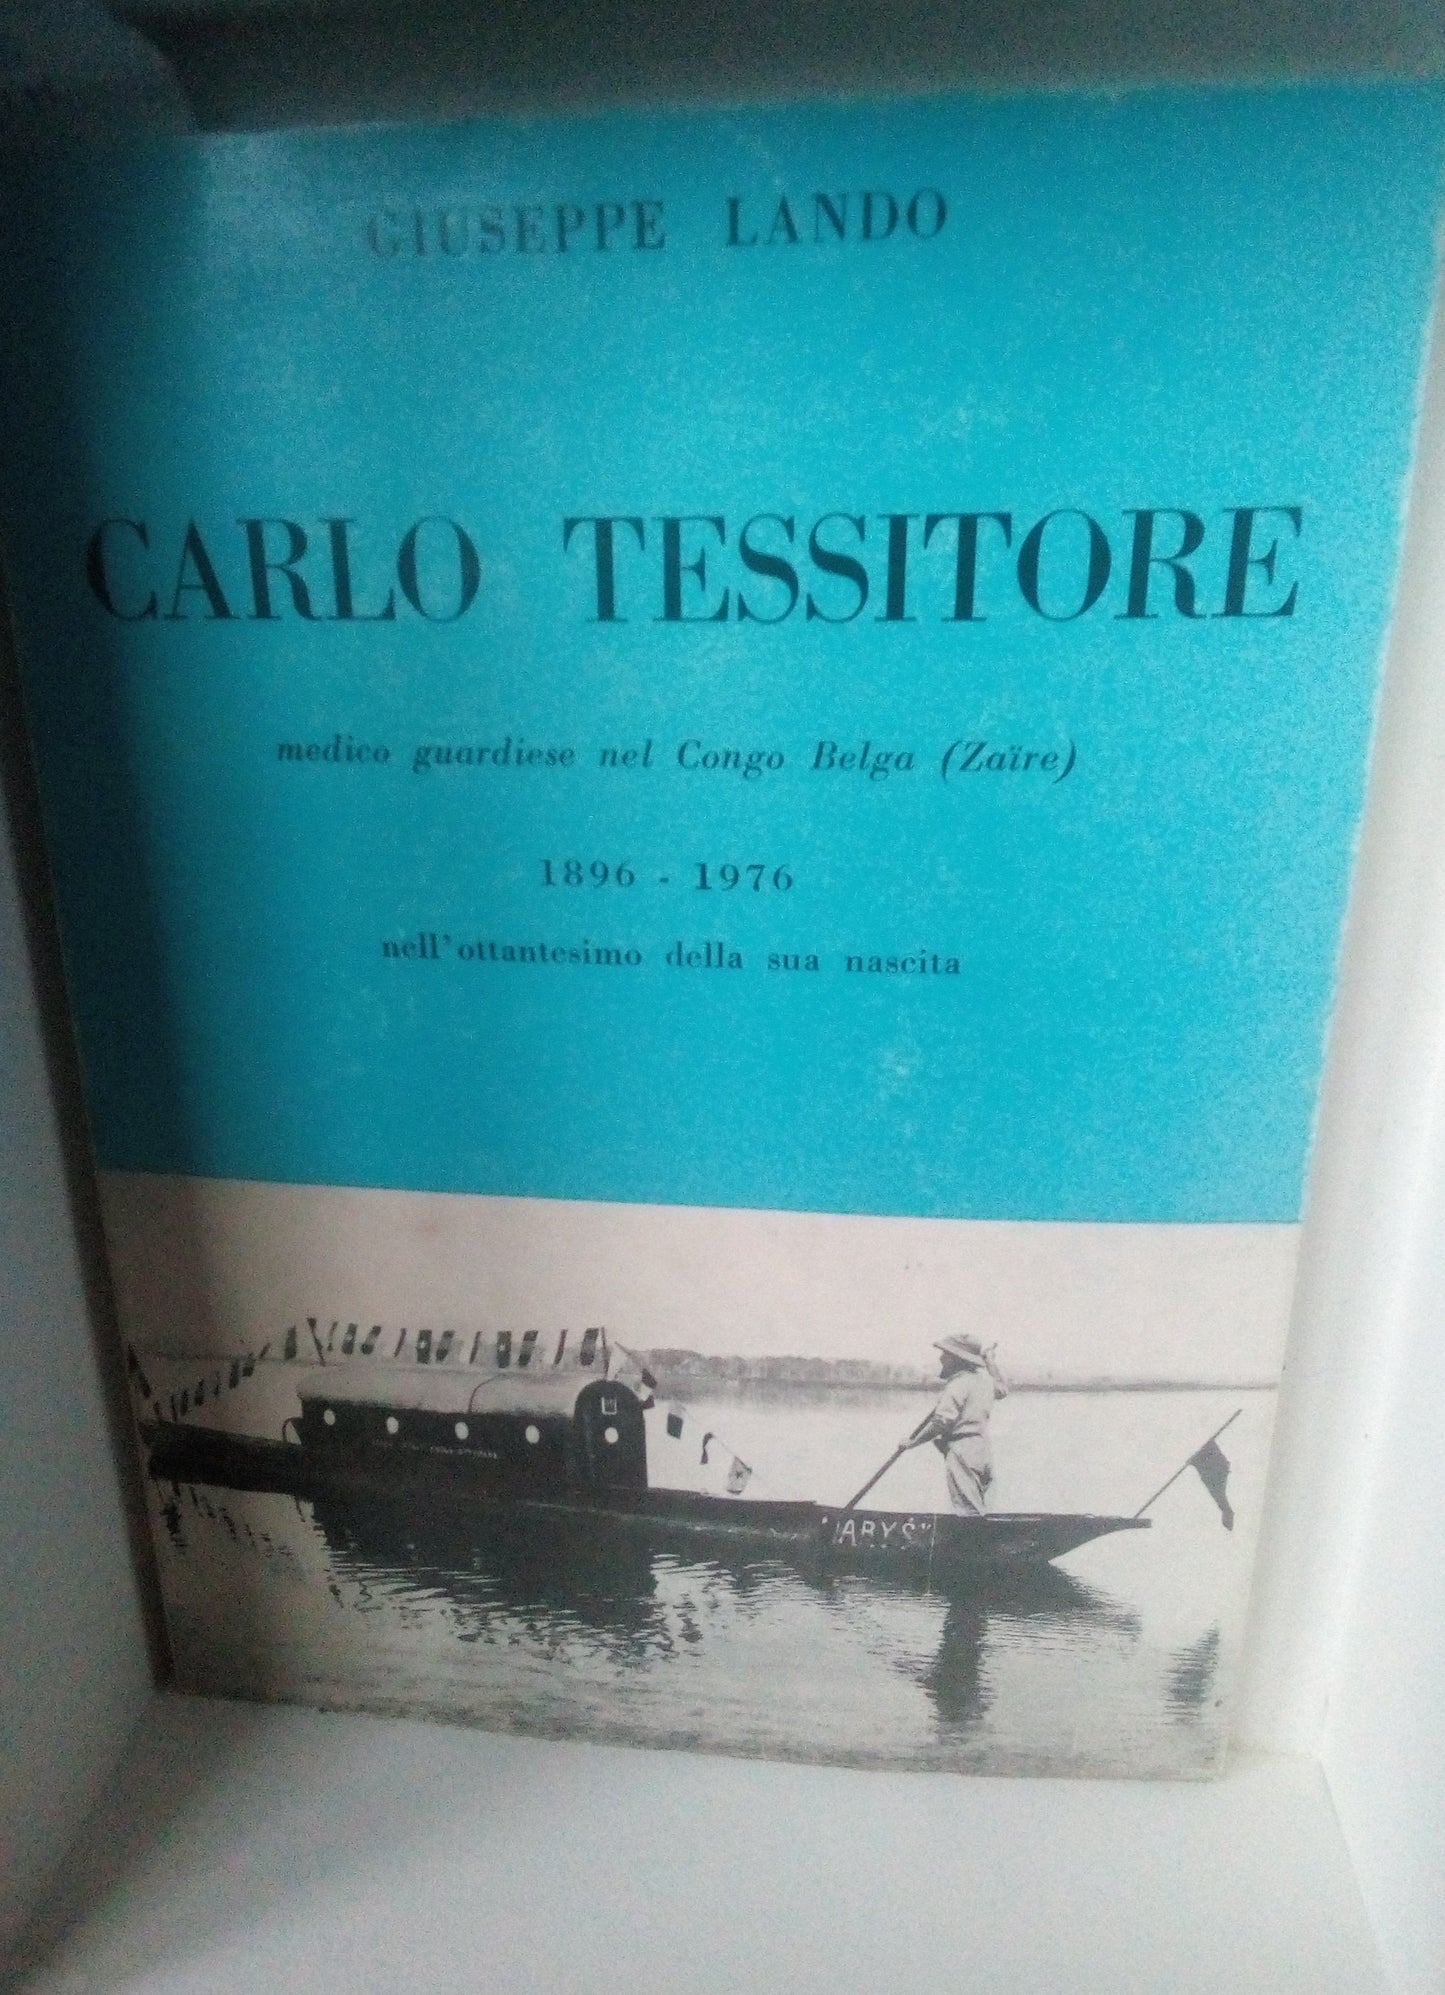 GIUSEPPE LANDO
CARLO TESSITORE
medico guardiese nel Congo Belga (Zaïre)
1896 - 1976
nell'ottantesimo della sua nascita